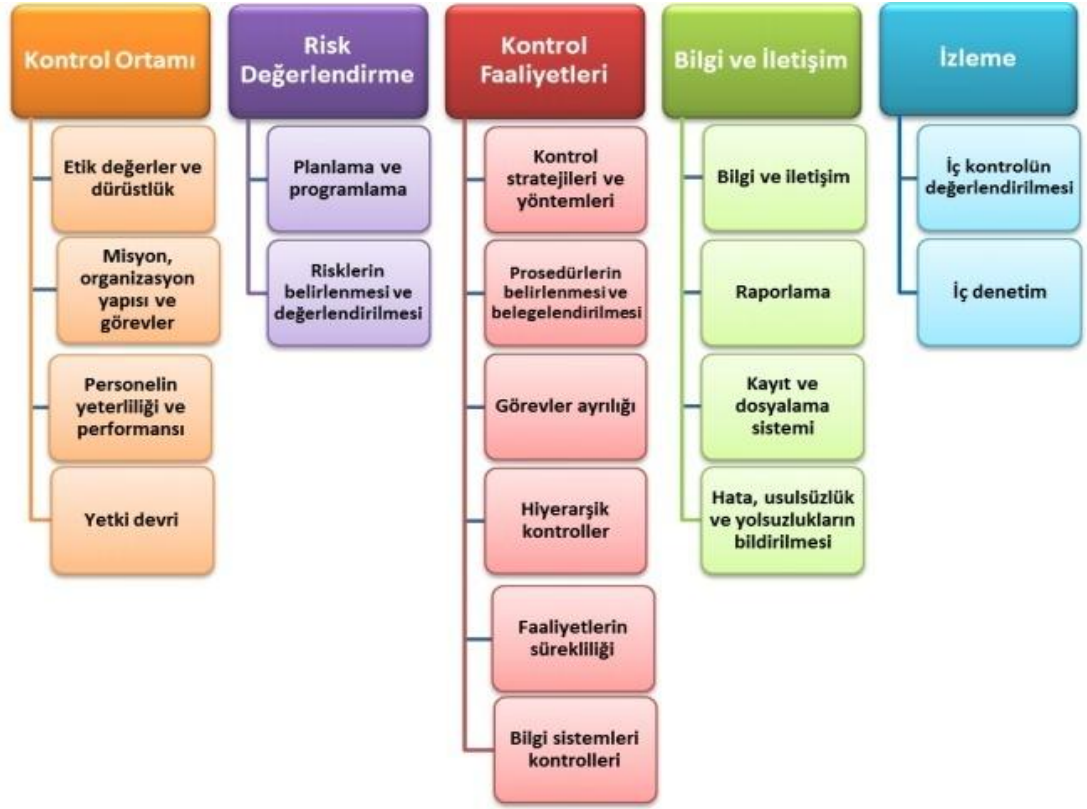 Kontrol Ortamı
Etik değerler ve
dürüstlük
Misyon,
organizasyon
yapısı ve
görevler
Personelin
yeterliliği ve
performansı
Yetki devri
Risk
Değerlendirme
Planlama ve
programlama
Risklerin
belirlenmesi ve
değerlendirilmesi
Kontrol
Faaliyetleri
Kontrol
stratejileri ve
yöntemleri
Prosedürlerin
belirlenmesi ve
belegelendirilmesi
Görevler ayrılığı
Hiyerarşik
kontroller
Faaliyetlerin
sürekliliği
Bilgi sistemleri
kontrolleri
Bilgi ve İletişim
Bilgi ve iletişim
Raporlama
Kayıt ve
dosyalama
sistemi
Hata, usulsüzlük
ve yolsuzlukların
bildirilmesi
İzleme
İç kontrolün
değerlendirilmesi
İç denetim